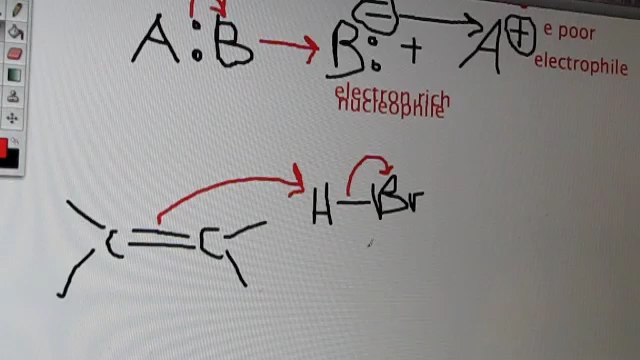 A:B → B:⊖ + A⊕ e poor
electrophile
electron rich
nucleophile
H—Br
C=C